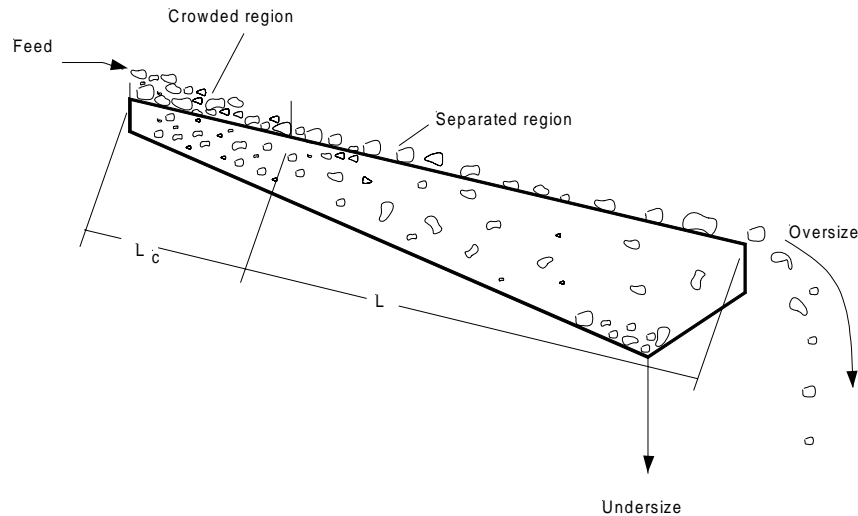 Crowded region
Feed
Separated region
Oversize
L c
L
Undersize